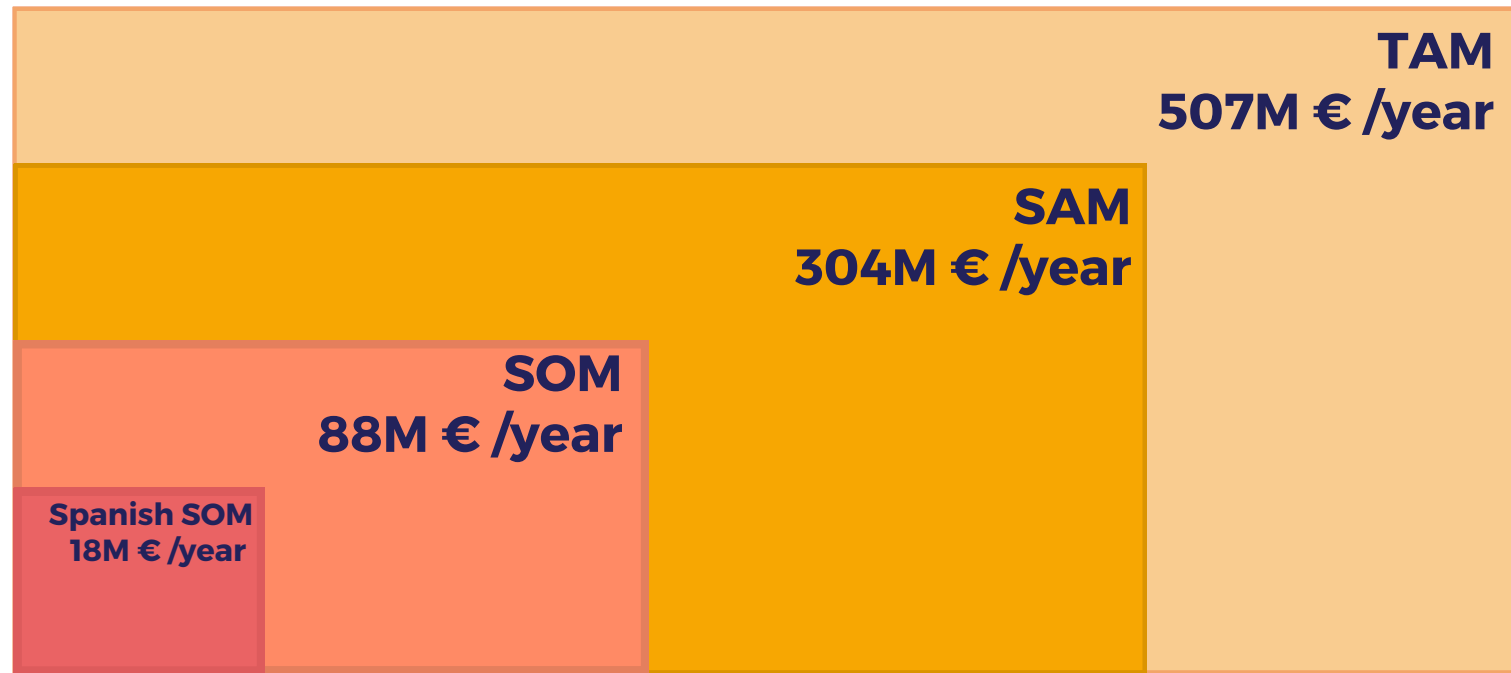 TAM
507M € /year
SAM
304M € /year
SOM
88M € /year
Spanish SOM
18M € /year